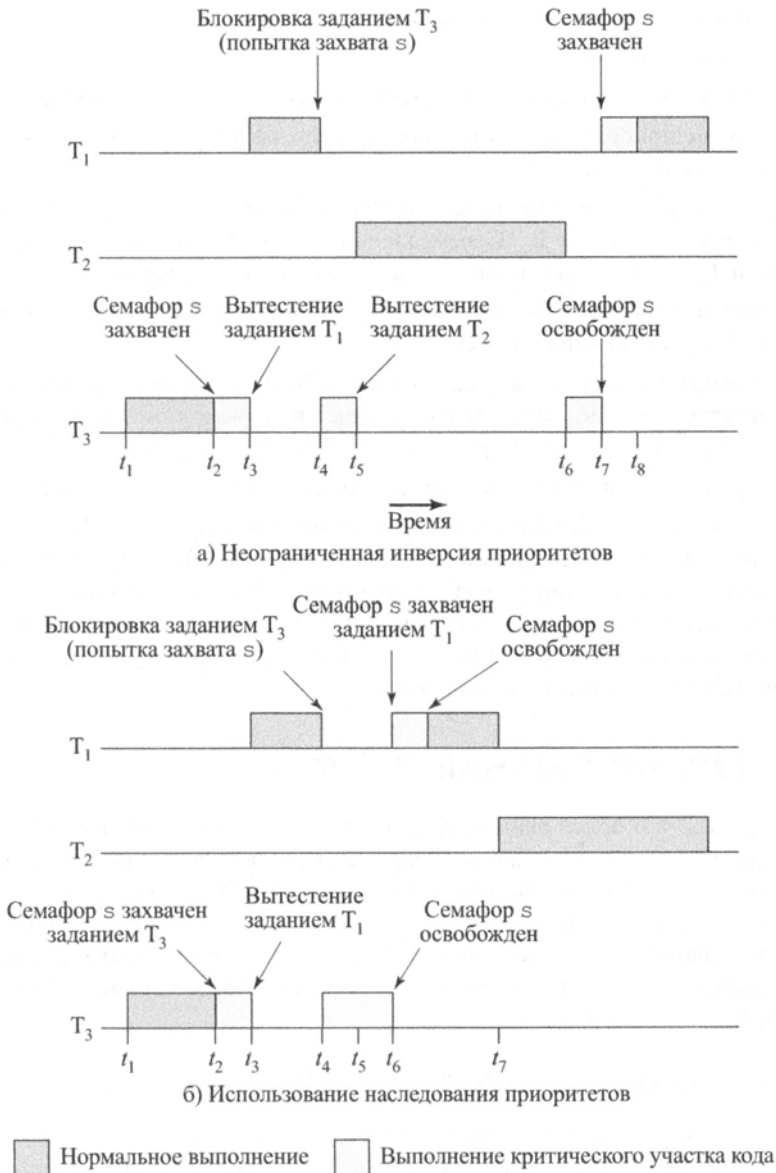 Блокировка заданием T3
(попытка захвата s)
Семафор s
захвачен
T1
T2
Семафор s
захвачен
Вытестение
заданием T1
Вытестение
заданием T2
Семафор s
освобожден
T3
t1 t2 t3 t4 t5 t6 t7 t8
Время
а) Неограниченная инверсия приоритетов
Блокировка заданием T3
(попытка захвата s)
Семафор s захвачен
заданием T1
Семафор s
освобожден
T1
T2
Семафор s захвачен
заданием T3
Вытестение
заданием T1
Семафор s
освобожден
T3
t1 t2 t3 t4 t5 t6 t7
б) Использование наследования приоритетов
Нормальное выполнение
Выполнение критического участка кода